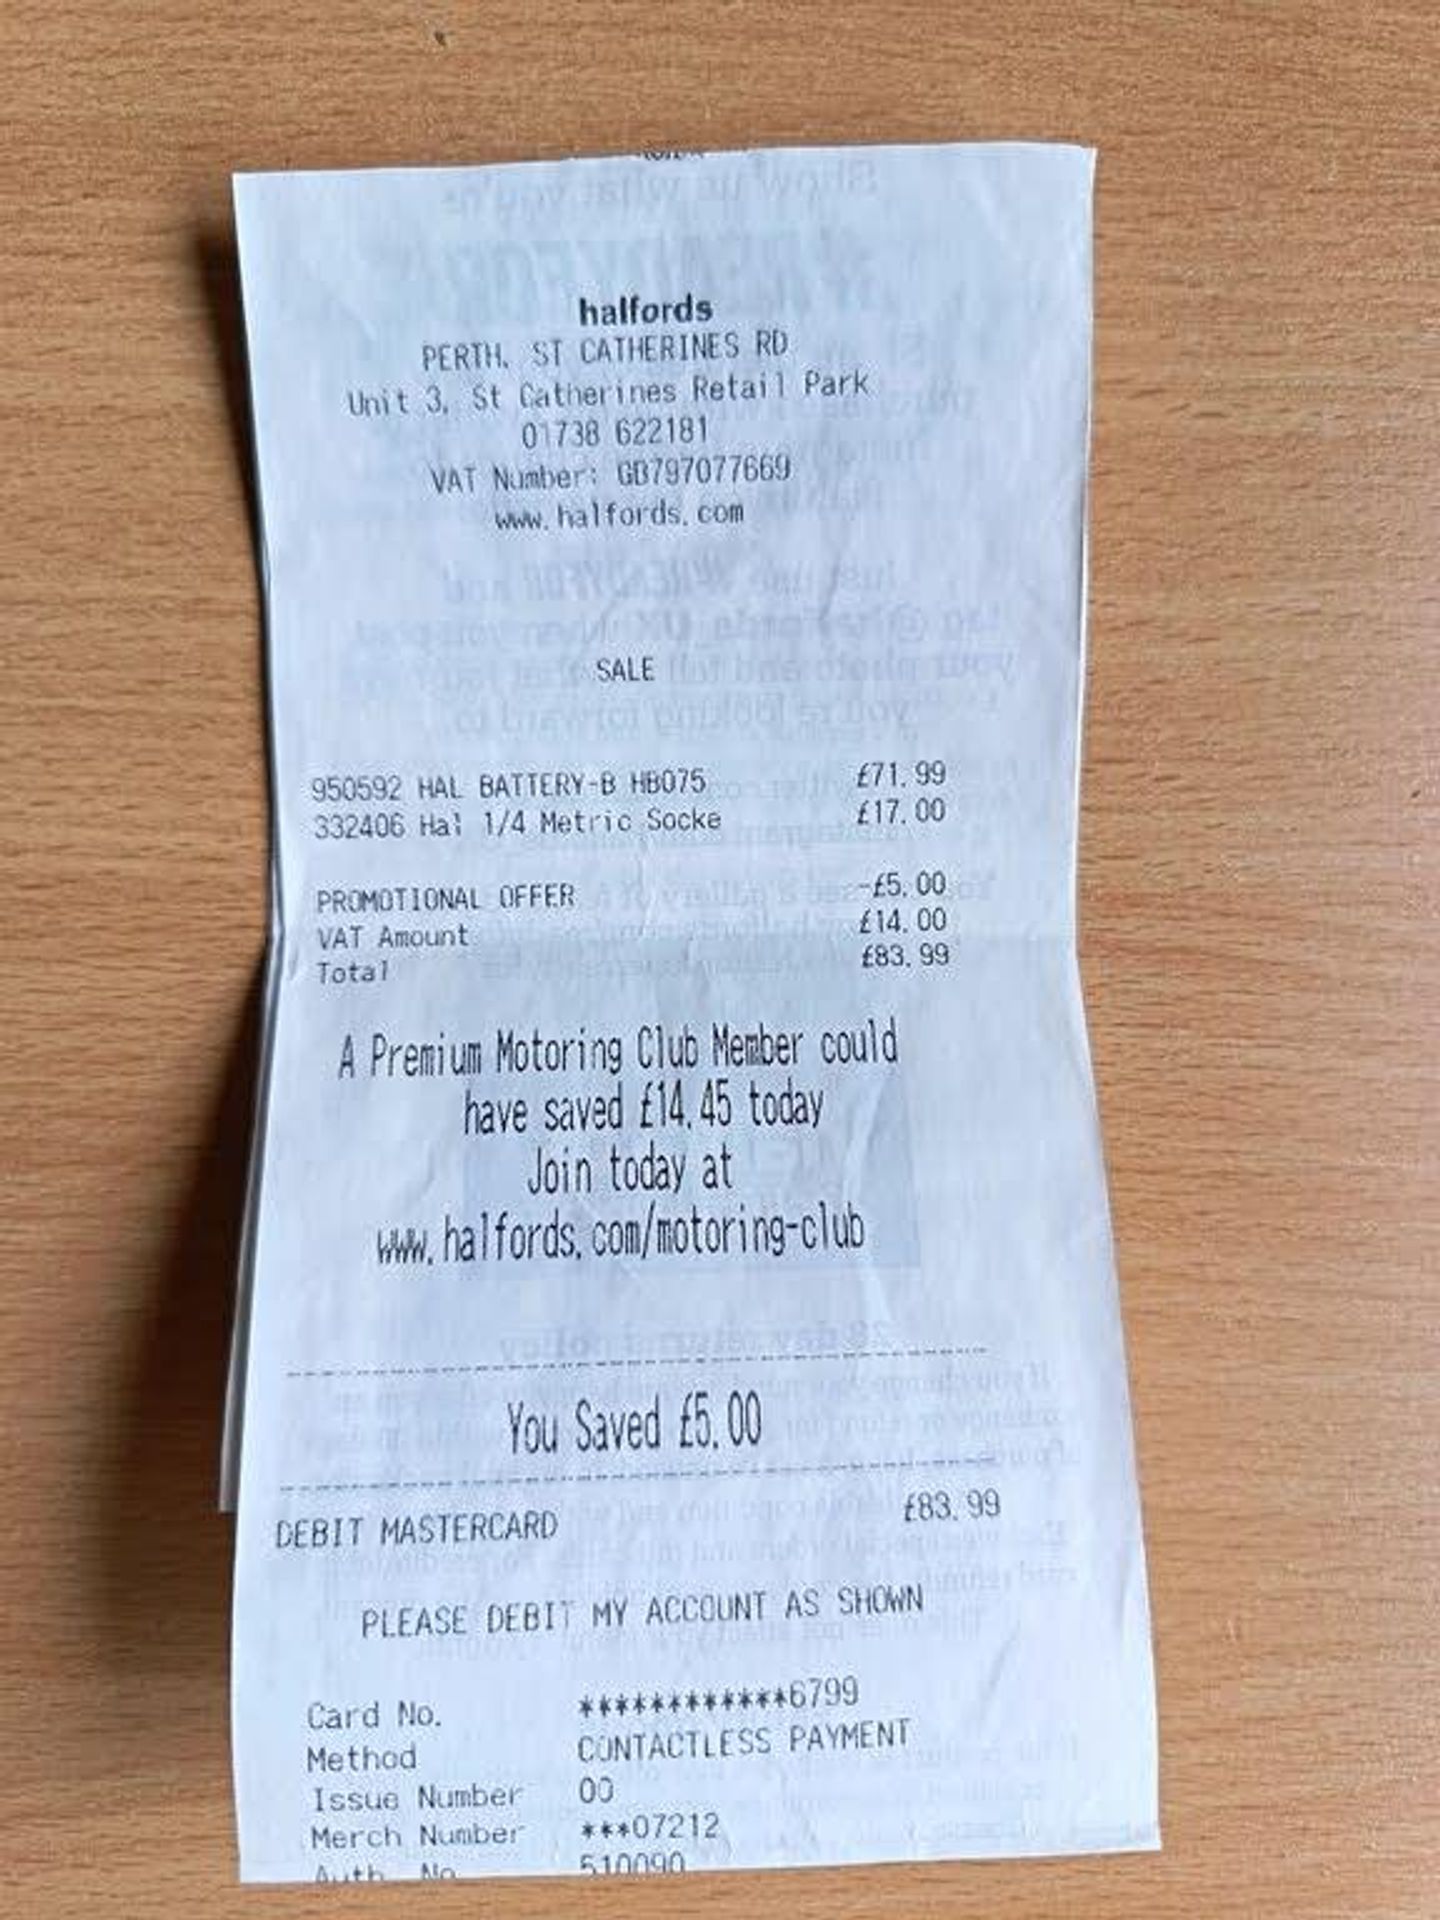 halfords
PERTH. ST CATHERINES RD
Unit 3, St Catherines Retail Park
01738 622181
VAT Number: GB797077669
www.halfords.com
SALE
950592 HAL BATTERY-B HB075 £71.99
332406 Hal 1/4 Metric Socke £17.00
PROMOTIONAL OFFER -£5.00
VAT Amount £14.00
Total £83.99
A Premium Motoring Club Member could
have saved £14.45 today
Join today at
www.halfords.com/motoring-club
You Saved £5.00
DEBIT MASTERCARD £83.99
PLEASE DEBIT MY ACCOUNT AS SHOWN
Card No. ************6799
Method CONTACTLESS PAYMENT
Issue Number 00
Merch Number ***07212
Auth. No 510090